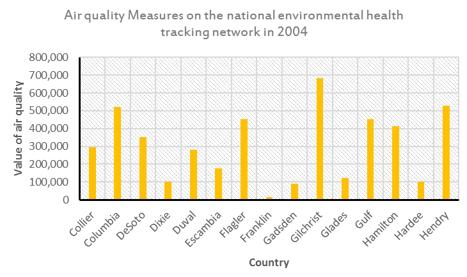 Air quality Measures on the national environmental health
tracking network in 2004
800,000
700,000
600,000
500,000
400,000
300,000
200,000
100,000
0
Value of air quality
Collier
Columbia
DeSoto
Dixie
Duval
Escambia
Flagler
Franklin
Gadsden
Gilchrist
Glades
Gulf
Hamilton
Hardee
Hendry
Country